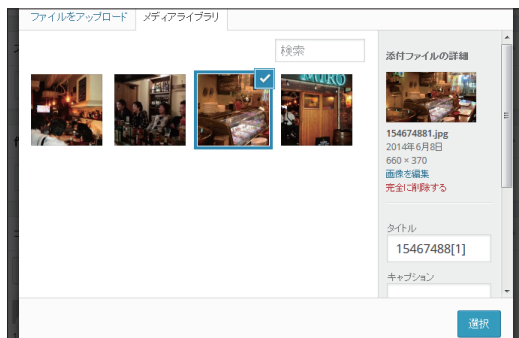 ファイルをアップロード
メディアライブラリ
検索
添付ファイルの詳細
MURO
154674881.jpg
2014年6月8日
660 × 370
画像を編集
完全に削除する
タイトル
15467488[1]
キャプション
選択